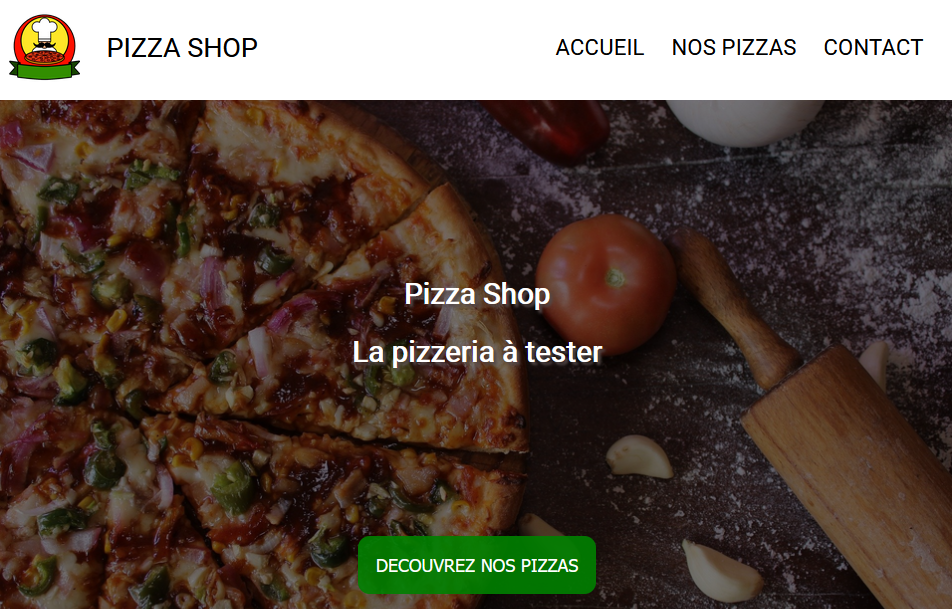 PIZZA SHOP
ACCUEIL NOS PIZZAS CONTACT
Pizza Shop
La pizzeria à tester
DECOUVREZ NOS PIZZAS